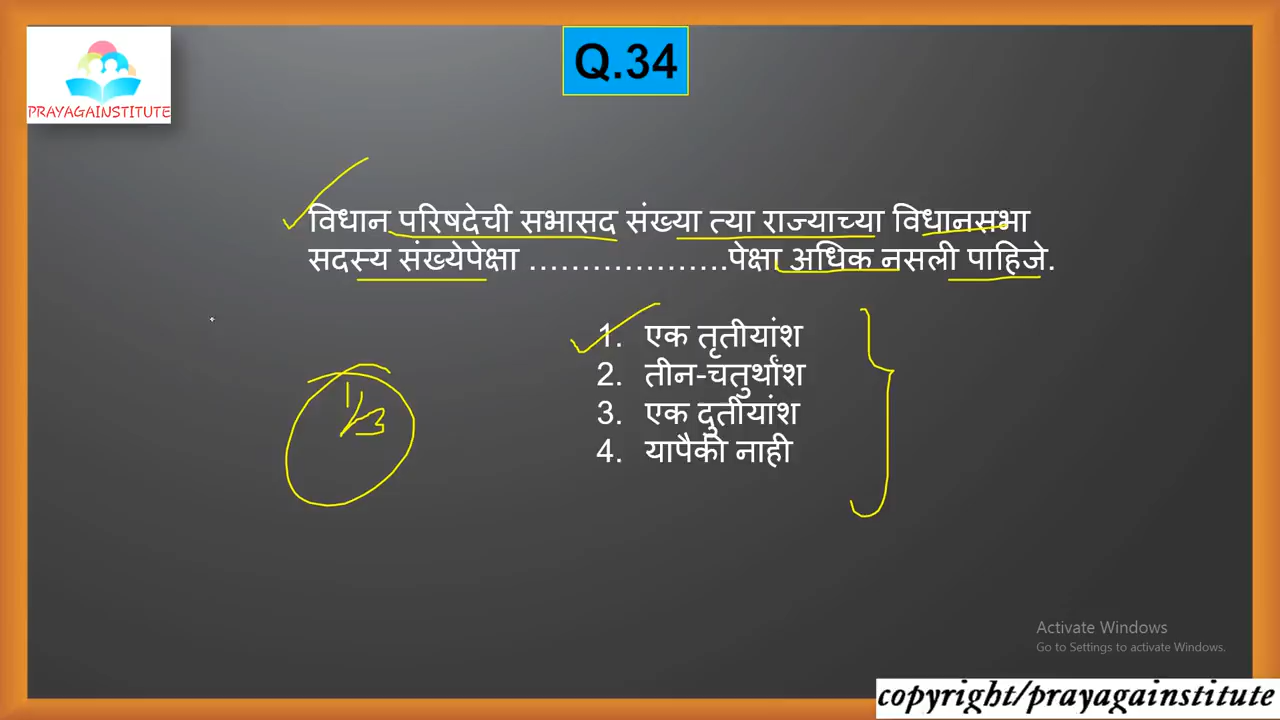 PRAYAGAINSTITUTE
Q.34
विधान परिषदेची सभासद संख्या त्या राज्याच्या विधानसभा
सदस्य संख्येपेक्षा ...................पेक्षा अधिक नसली पाहिजे.
1. एक तृतीयांश
2. तीन-चतुर्थांश
3. एक दुतीयांश
4. यापैकी नाही
1/3
Activate Windows
Go to Settings to activate Windows.
copyright/prayagainstitute